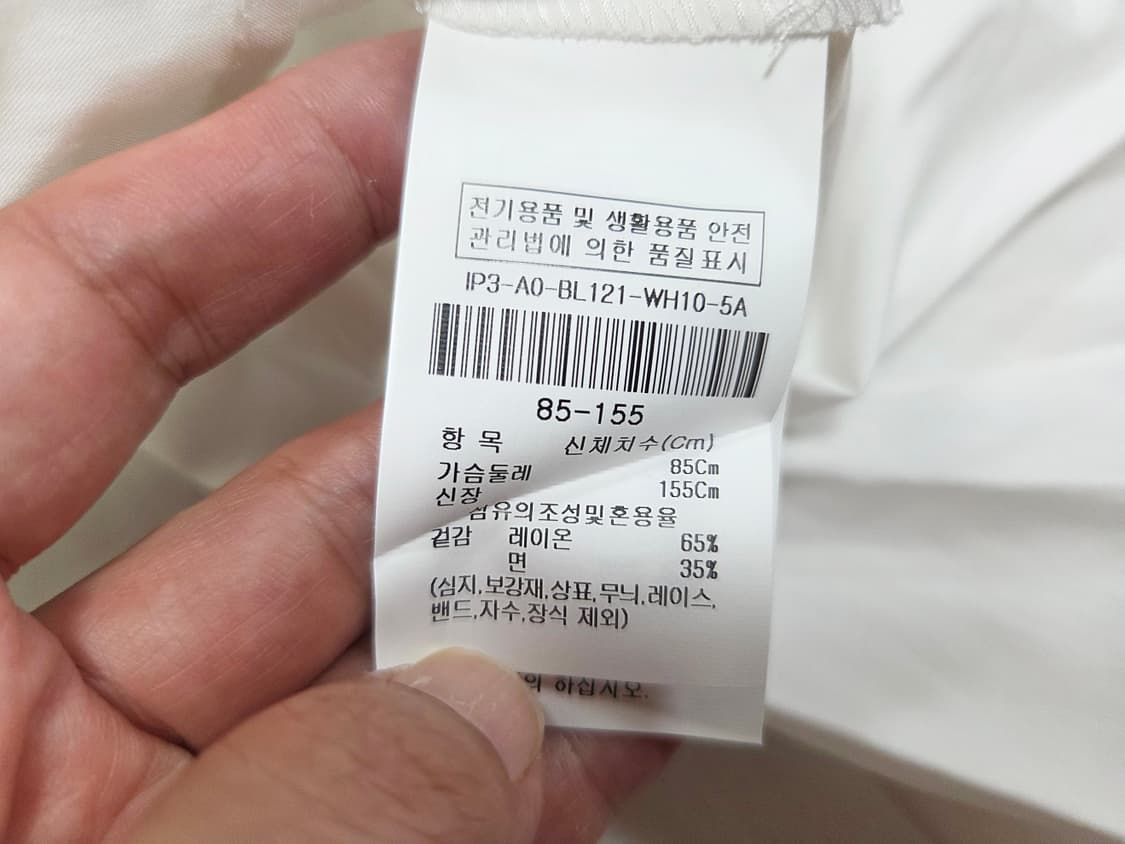 전기용품 및 생활용품 안전
관리법에 의한 품질표시
IP3-A0-BL121-WH10-5A
85-155
항 목 신체치수(Cm)
가슴둘레 85Cm
신장 155Cm
섬유의조성및혼용율
겉감 레이온 65%
면 35%
(심지,보강재,상표,무늬,레이스,
밴드,자수,장식 제외)
하십시오.